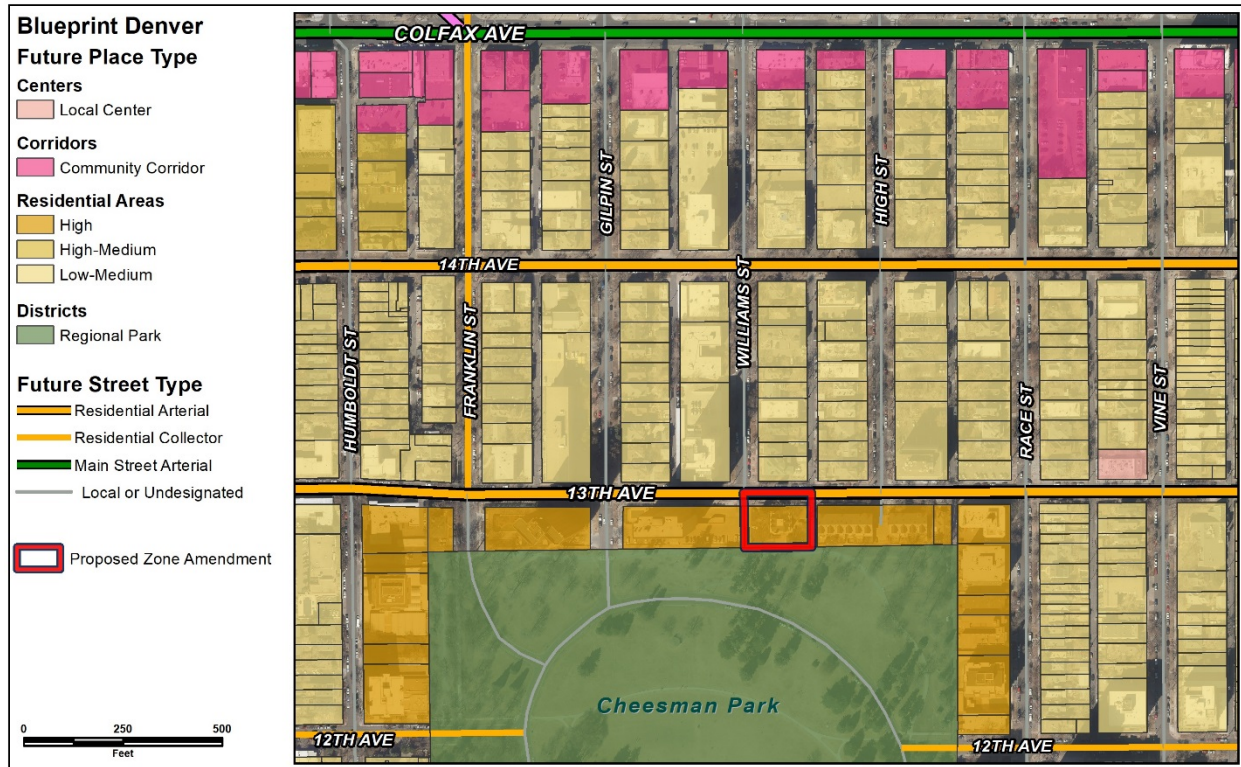 Blueprint Denver
Future Place Type
Centers
Local Center
Corridors
Community Corridor
Residential Areas
High
High-Medium
Low-Medium
Districts
Regional Park
Future Street Type
Residential Arterial
Residential Collector
Main Street Arterial
Local or Undesignated
Proposed Zone Amendment
0 250 500
Feet
COLFAX AVE
GILPIN ST
HIGH ST
14TH AVE
HUMBOLDT ST
FRANKLIN ST
WILLIAMS ST
RACE ST
VINE ST
13TH AVE
Cheesman Park
12TH AVE
12TH AVE